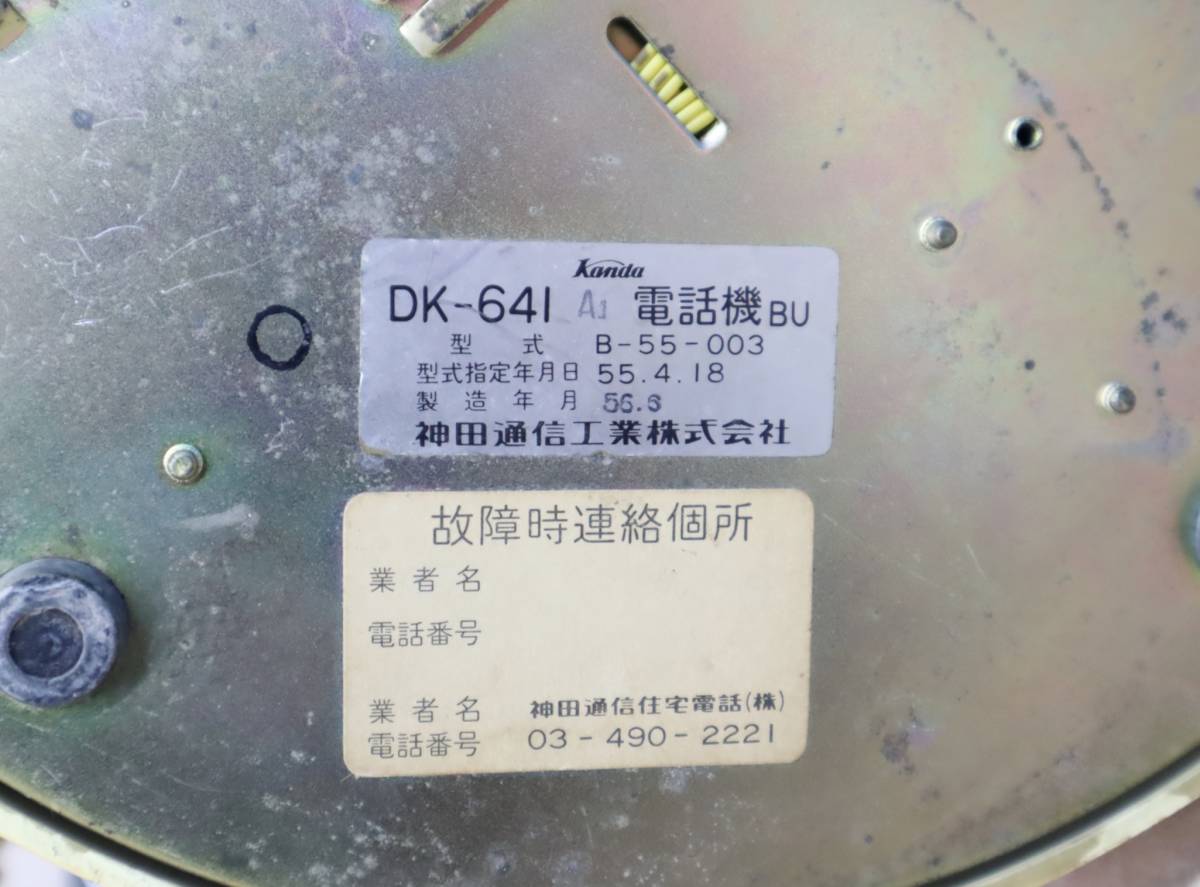 Kanda
DK-641 A1 電話機 BU
型式 B-55-003
型式指定年月日 55.4.18
製造年月 56.6
神田通信工業株式会社
故障時連絡個所
業者名
電話番号
業者名 神田通信住宅電話(株)
電話番号 03-490-2221